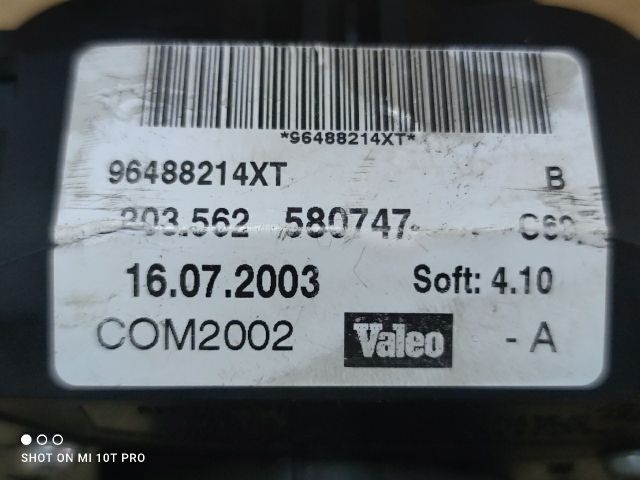 *96488214XT*
96488214XT B
203.562 580747
16.07.2003 Soft: 4.10
COM2002 Valeo - A
SHOT ON MI 10T PRO